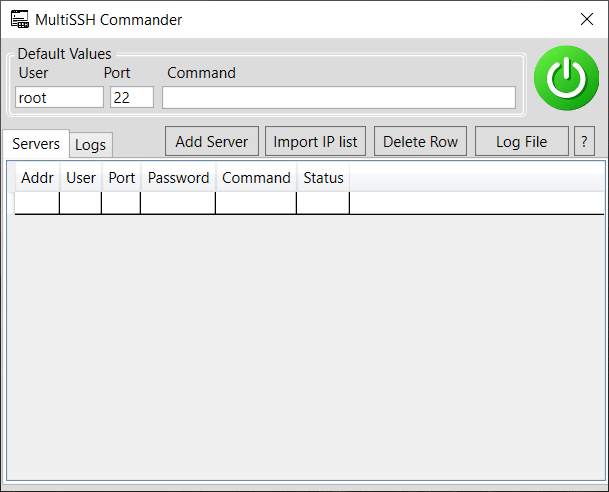 MultiSSH Commander
Default Values
User Port Command
root 22
Servers Logs Add Server Import IP list Delete Row Log File ?
Addr User Port Password Command Status